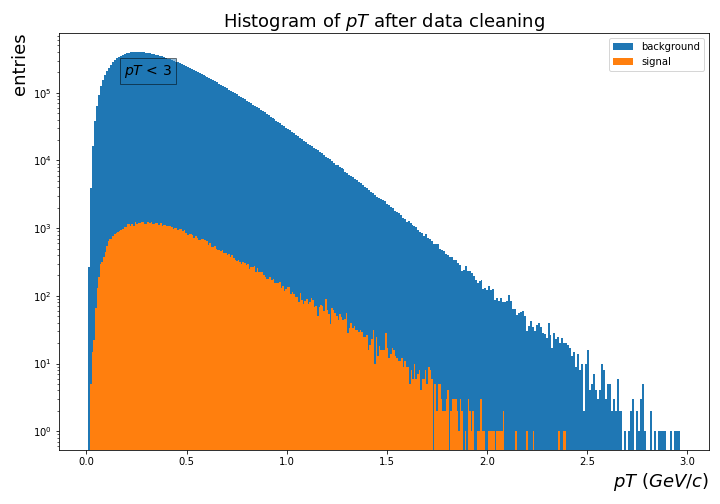 Histogram of pT after data cleaning
entries
pT < 3
background
signal
10⁵
10⁴
10³
10²
10¹
10⁰
0.0 0.5 1.0 1.5 2.0 2.5 3.0
pT (GeV/c)